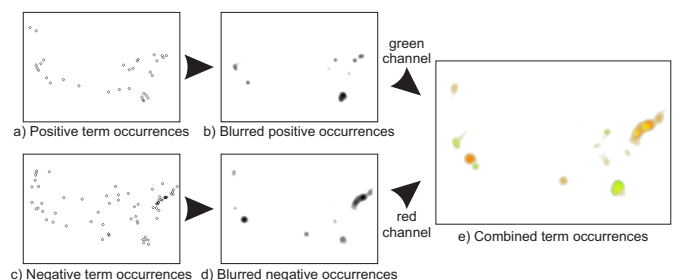 green
channel
a) Positive term occurrences
b) Blurred positive occurrences
red
channel
e) Combined term occurrences
c) Negative term occurrences
d) Blurred negative occurrences